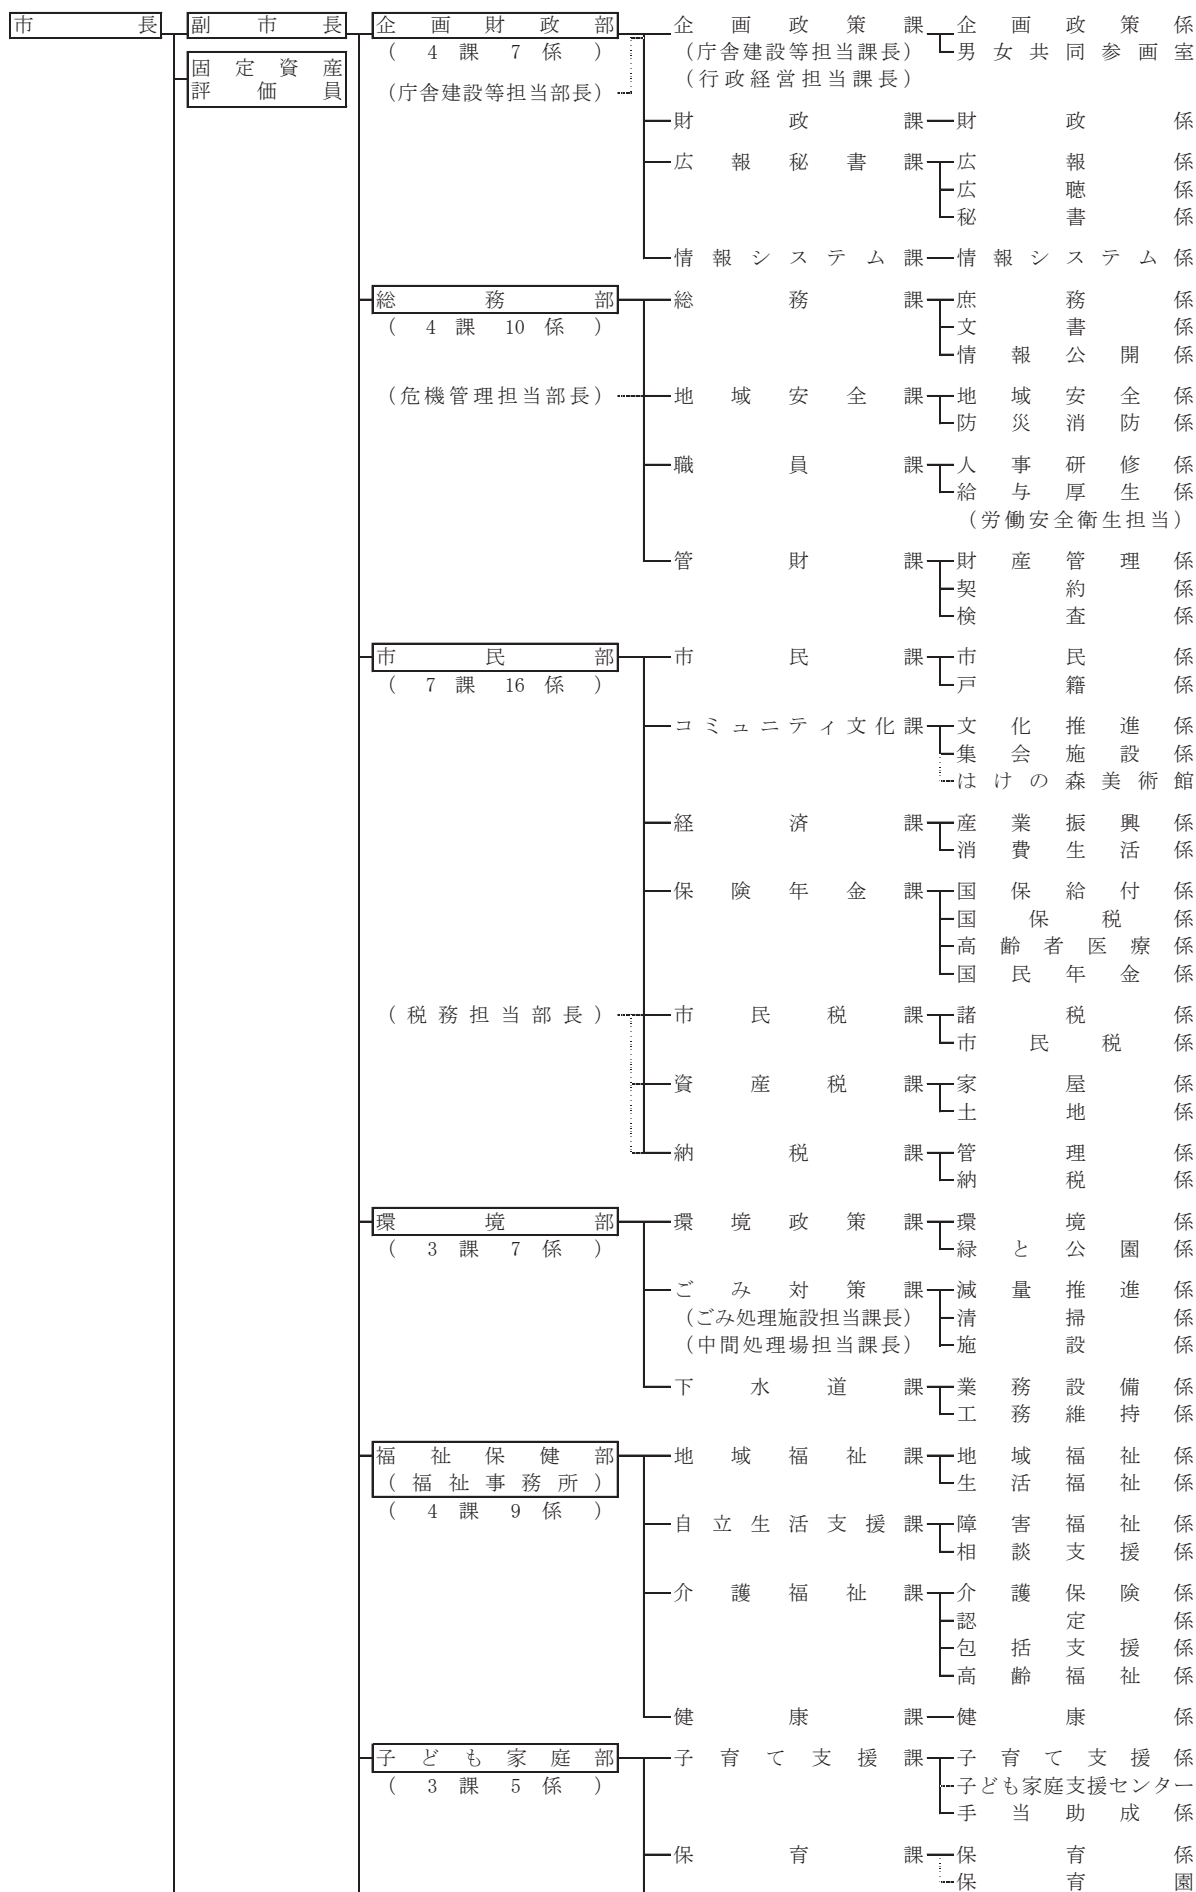 市長 副市長 企画財政部 企画政策課 企画政策係
(4課7係) (庁舎建設等担当課長) 男女共同参画室
固定資産
評価員
(行政経営担当課長)
(庁舎建設等担当部長)
財政課 財政係
広報秘書課 広報係
広聴係
秘書係
情報システム課 情報システム係
総務部 総務課 庶務係
(4課10係) 文書係
情報公開係
(危機管理担当部長) 地域安全課 地域安全係
防災消防係
職員課 人事研修係
給与厚生係
(労働安全衛生担当)
管財課 財産管理係
契約係
検査係
市民部 市民課 市民係
(7課16係) 戸籍係
コミュニティ文化課 文化推進係
集会施設係
はけの森美術館
経済課 産業振興係
消費生活係
保険年金課 国保給付係
国保税係
高齢者医療係
国民年金係
(税務担当部長) 市民税課 諸税係
市民税係
資産税課 家屋係
土地係
納税課 管理係
納税係
環境部 環境政策課 環境係
(3課7係) 緑と公園係
ごみ対策課 減量推進係
(ごみ処理施設担当課長) 清掃係
(中間処理場担当課長) 施設係
下水道課 業務設備係
工務維持係
福祉保健部 地域福祉課 地域福祉係
(福祉事務所) 生活福祉係
(4課9係)
自立生活支援課 障害福祉係
相談支援係
介護福祉課 介護保険係
認定係
包括支援係
高齢福祉係
健康課 健康係
子ども家庭部 子育て支援課 子育て支援係
(3課5係) 子ども家庭支援センター
手当助成係
保育課 保育係
保育園